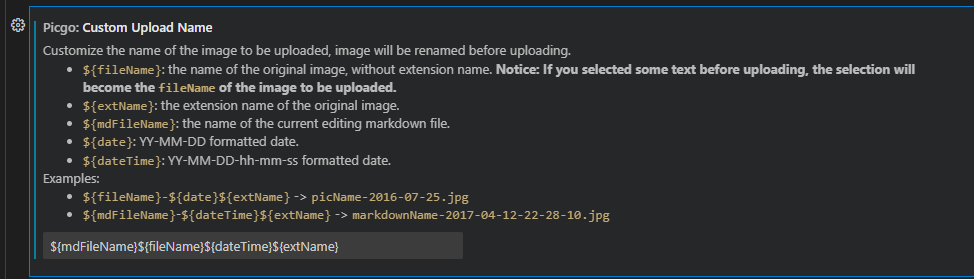 Picgo: Custom Upload Name
Customize the name of the image to be uploaded, image will be renamed before uploading.
• ${fileName}: the name of the original image, without extension name. Notice: If you selected some text before uploading, the selection will
become the fileName of the image to be uploaded.
• ${extName}: the extension name of the original image.
• ${mdFileName}: the name of the current editing markdown file.
• ${date}: YY-MM-DD formatted date.
• ${dateTime}: YY-MM-DD-hh-mm-ss formatted date.
Examples:
• ${fileName}-${date}${extName} -> picName-2016-07-25.jpg
• ${mdFileName}-${dateTime}${extName} -> markdownName-2017-04-12-22-28-10.jpg
${mdFileName}${fileName}${dateTime}${extName}